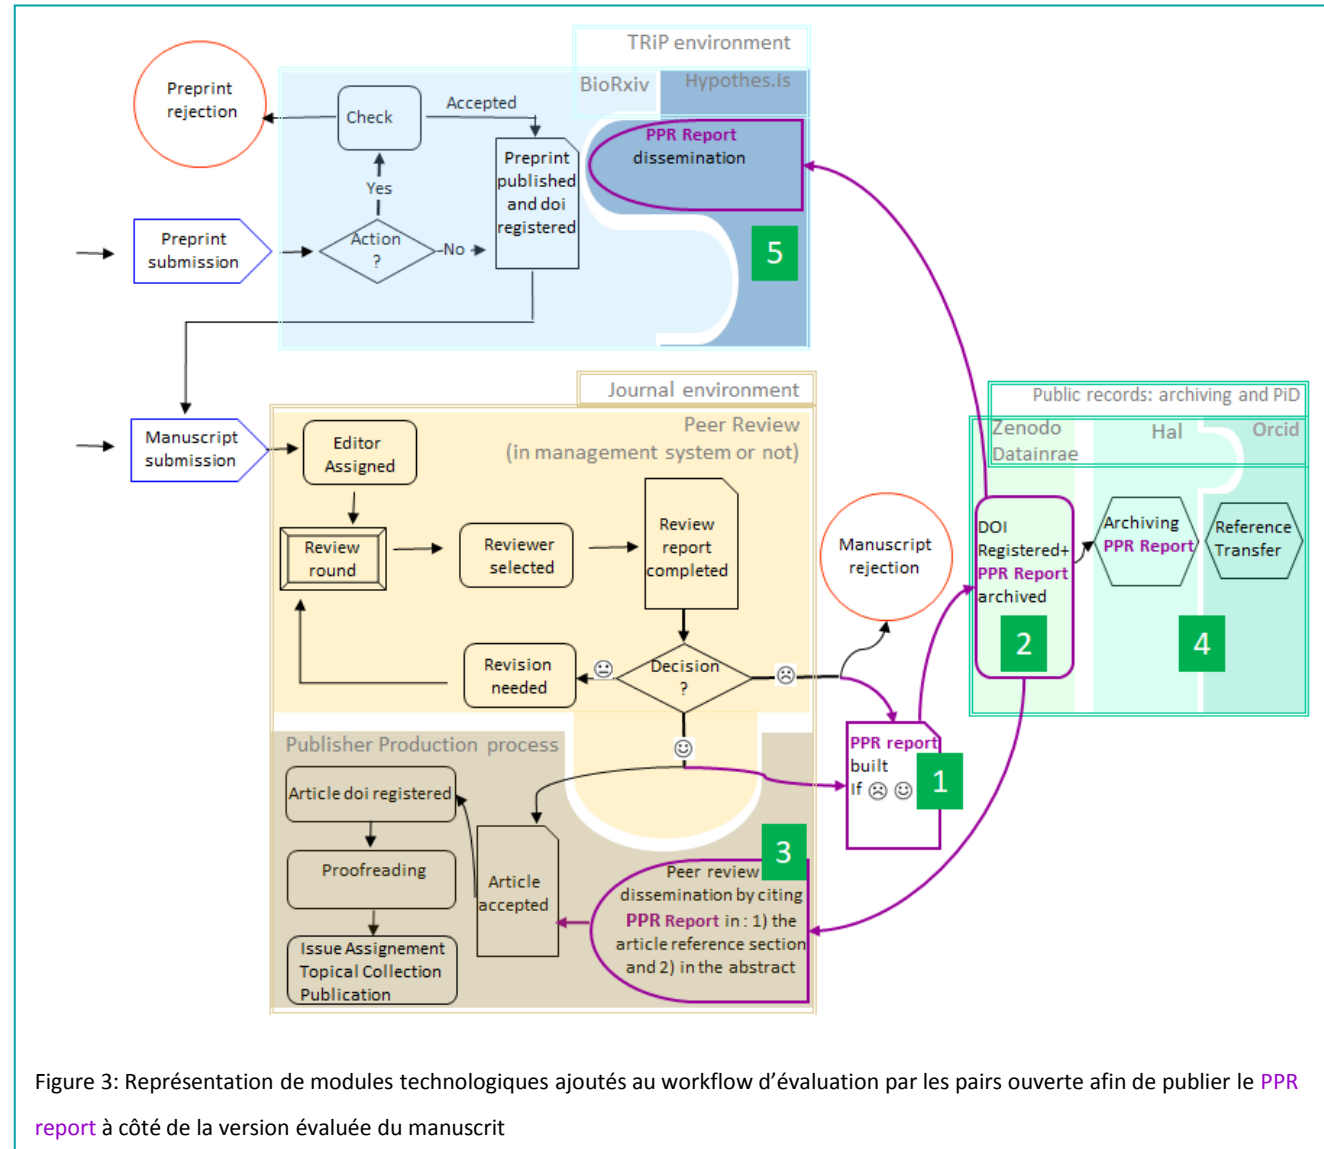 TRiP environment
BioRxiv
Hypothes.is
Preprint
rejection
Check
Accepted
PPR Report
dissemination
Preprint
published
and doi
registered
Yes
Preprint
submission
Action
?
No
5
Journal environment
Peer Review
(in management system or not)
Manuscript
submission
Editor
Assigned
Review
round
Reviewer
selected
Review
report
completed
Manuscript
rejection
Revision
needed
Decision
?
Public records: archiving and PiD
Zenodo
Datainrae
Hal
Orcid
DOI
Registered+
PPR Report
archived
2
Archiving
PPR Report
Reference
Transfer
4
PPR report
built
If ☹ ☺
1
Publisher Production process
Article doi registered
Proofreading
Issue Assignement
Topical Collection
Publication
Article
accepted
3
Peer review
dissemination by citing
PPR Report in : 1) the
article reference section
and 2) in the abstract
Figure 3: Représentation de modules technologiques ajoutés au workflow d’évaluation par les pairs ouverte afin de publier le PPR
report à côté de la version évaluée du manuscrit